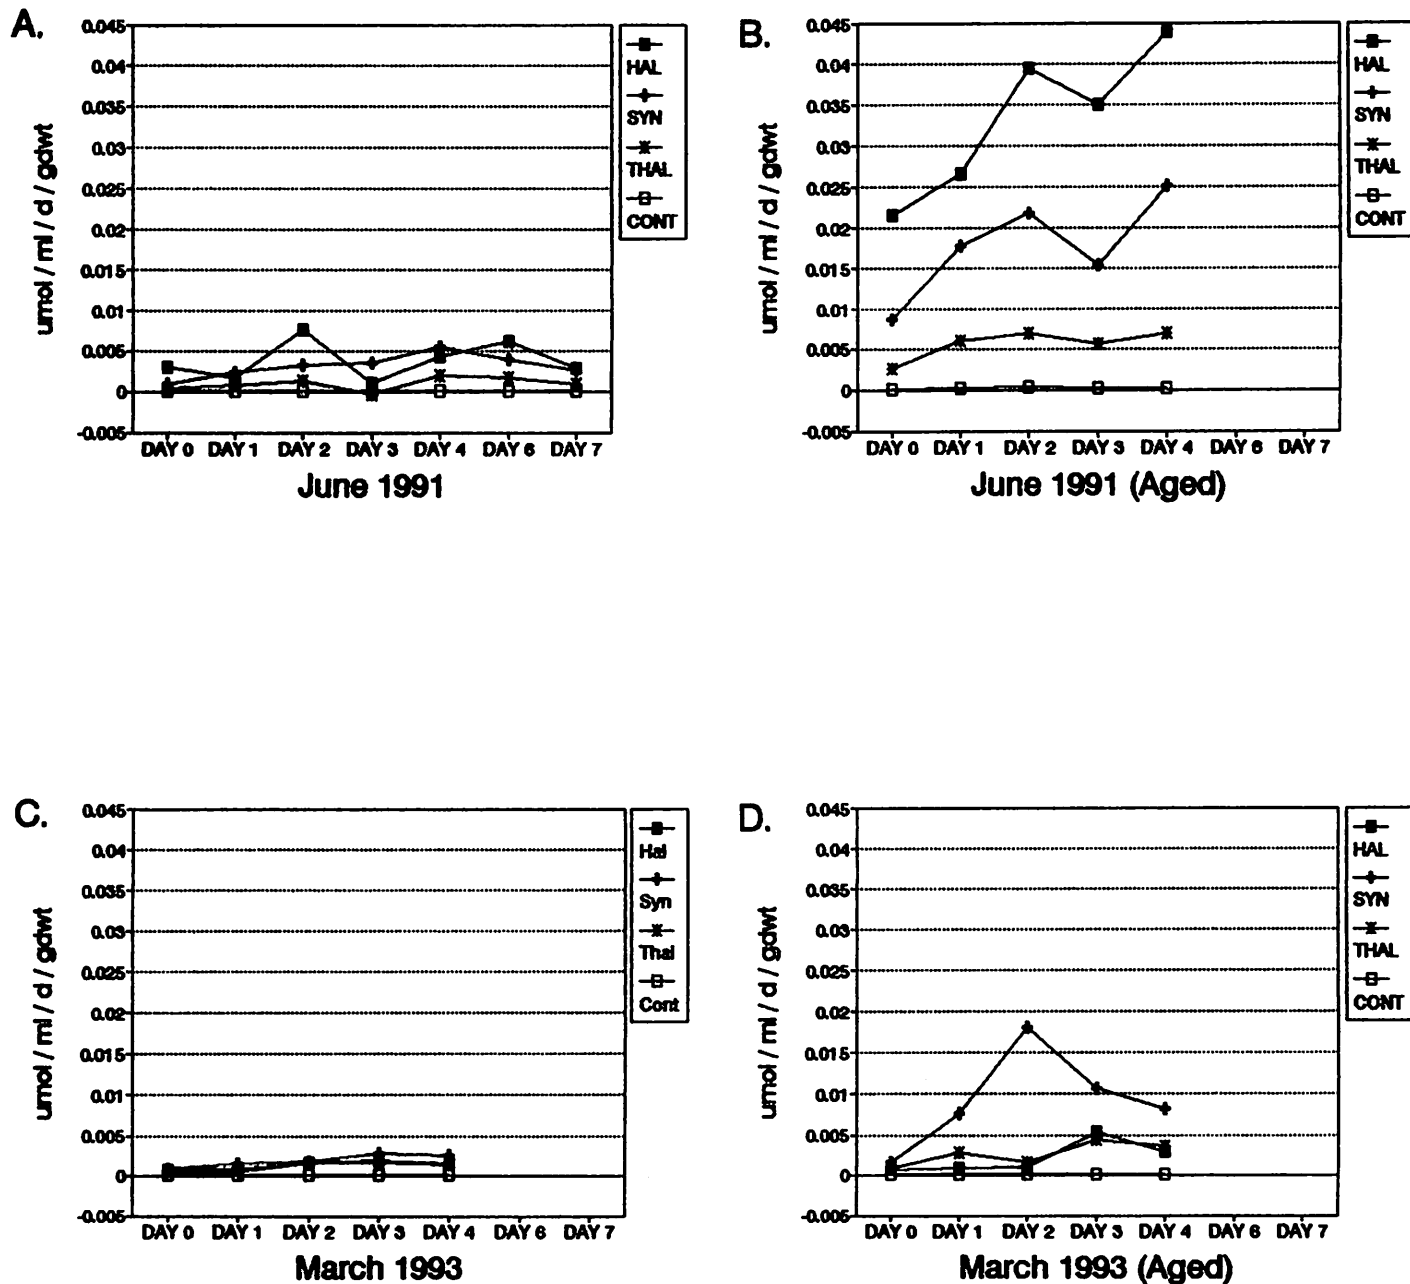 A.
0.045
0.04
0.035
0.03
0.025
0.02
0.015
0.01
0.005
0
-0.005
umol / ml / d / gdwt
DAY 0 DAY 1 DAY 2 DAY 3 DAY 4 DAY 6 DAY 7
June 1991
HAL
SYN
THAL
CONT
B.
0.045
0.04
0.035
0.03
0.025
0.02
0.015
0.01
0.005
0
-0.005
umol / ml / d / gdwt
DAY 0 DAY 1 DAY 2 DAY 3 DAY 4 DAY 6 DAY 7
June 1991 (Aged)
HAL
SYN
THAL
CONT
C.
0.045
0.04
0.035
0.03
0.025
0.02
0.015
0.01
0.005
0
-0.005
umol / ml / d / gdwt
DAY 0 DAY 1 DAY 2 DAY 3 DAY 4 DAY 6 DAY 7
March 1993
Hal
Syn
Thal
Cont
D.
0.045
0.04
0.035
0.03
0.025
0.02
0.015
0.01
0.005
0
-0.005
umol / ml / d / gdwt
DAY 0 DAY 1 DAY 2 DAY 3 DAY 4 DAY 6 DAY 7
March 1993 (Aged)
HAL
SYN
THAL
CONT